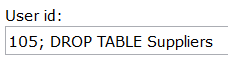 User id:
105; DROP TABLE Suppliers